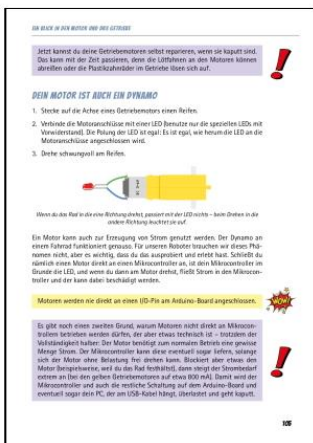 EIN BLICK IN DEN MOTOR UND DAS GETRIEBE
Jetzt kannst du deine Getriebemotoren selbst reparieren, wenn sie kaputt sind.
Das kann mit der Zeit passieren, denn die Lötfahnen an den Motoren können
abreißen oder die Plastikzahnräder im Getriebe lösen sich auf.
DEIN MOTOR IST AUCH EIN DYNAMO
1. Stecke auf die Achse eines Getriebemotors einen Reifen.
2. Verbinde die Motoranschlüsse mit einer LED (benutze nur die speziellen LEDs mit
Vorwiderstand). Die Polung der LED ist egal: Es ist egal, wie herum die LED an die
Motoranschlüsse angeschlossen wird.
3. Drehe schwungvoll am Reifen.
Wenn du das Rad in die eine Richtung drehst, passiert mit der LED nichts – beim Drehen in die
andere Richtung leuchtet sie auf.
Ein Motor kann auch zur Erzeugung von Strom genutzt werden. Der Dynamo an
einem Fahrrad funktioniert genauso. Für unseren Roboter brauchen wir dieses Phä-
nomen nicht, aber es wichtig, dass du das ausprobiert und erlebt hast. Schließt du
nämlich einen Motor direkt an einen Mikrocontroller an, ist dein Mikrocontroller im
Grunde die LED, und wenn du dann am Motor drehst, fließt Strom in den Mikrocon-
troller und der kann dabei beschädigt werden.
Motoren werden nie direkt an einen I/O-Pin am Arduino-Board angeschlossen.
WOW!
Es gibt noch einen zweiten Grund, warum Motoren nicht direkt an Mikrocon-
trollern betrieben werden dürfen, der aber etwas technisch ist – trotzdem der
Vollständigkeit halber: Der Motor benötigt zum normalen Betrieb eine gewisse
Menge Strom. Der Mikrocontroller kann diese eventuell sogar liefern, solange
sich der Motor ohne Belastung frei drehen kann. Blockiert aber etwas den
Motor (beispielsweise, weil du das Rad festhältst), dann steigt der Strombedarf
extrem an (bei den gelben Getriebemotoren auf etwa 800 mA). Damit wird der
Mikrocontroller und auch die restliche Schaltung auf dem Arduino-Board und
eventuell sogar dein PC, der am USB-Kabel hängt, überlastet und geht kaputt.
105